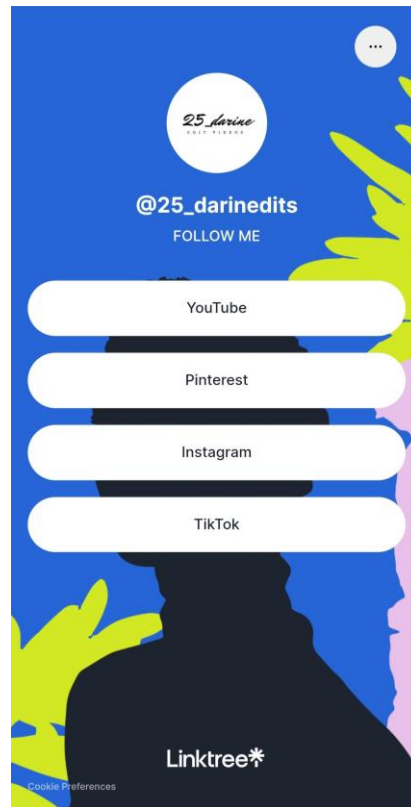 ...
25_darine
EDIT VIDEOS
@25_darinedits
FOLLOW ME
YouTube
Pinterest
Instagram
TikTok
Linktree*
Cookie Preferences